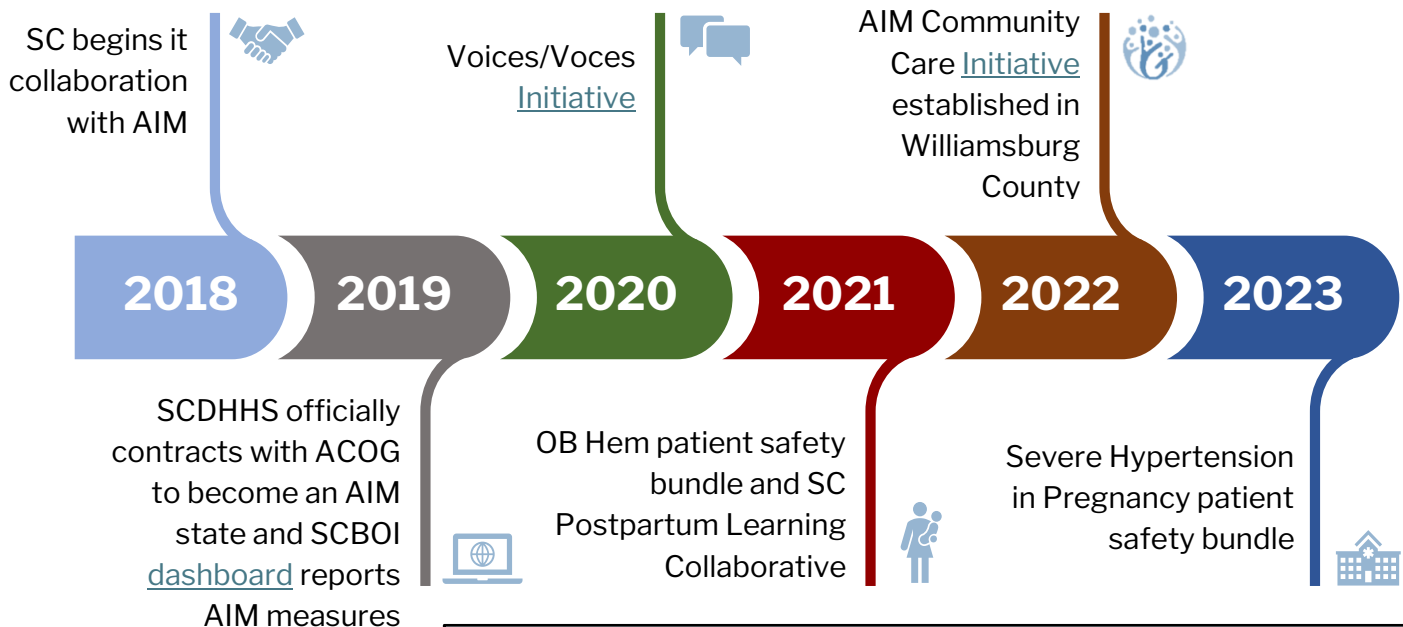 SC begins it
collaboration
with AIM
Voices/Voces
Initiative
AIM Community
Care Initiative
established in
Williamsburg
County
2018
2019
2020
2021
2022
2023
SCDHHS officially
contracts with ACOG
to become an AIM
state and SCBOI
dashboard reports
AIM measures
OB Hem patient safety
bundle and SC
Postpartum Learning
Collaborative
Severe Hypertension
in Pregnancy patient
safety bundle